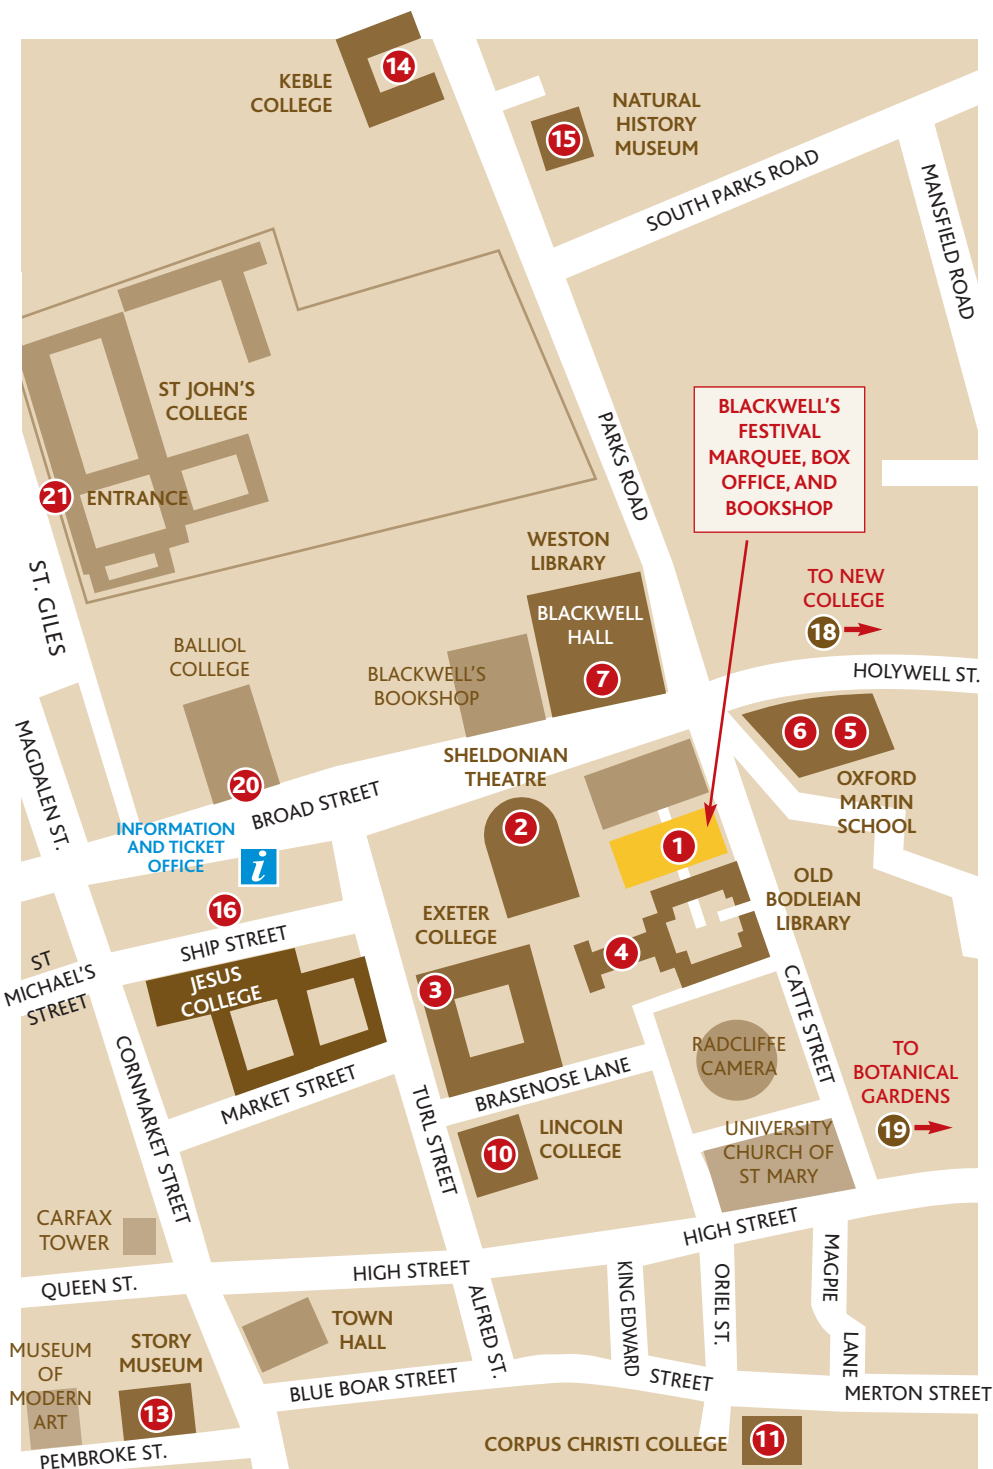 14
KEBLE
COLLEGE
NATURAL
HISTORY
MUSEUM
15
SOUTH PARKS ROAD
MANSFIELD ROAD
ST JOHN'S
COLLEGE
21
ENTRANCE
PARKS ROAD
BLACKWELL'S
FESTIVAL
MARQUEE, BOX
OFFICE, AND
BOOKSHOP
WESTON
LIBRARY
BLACKWELL
HALL
7
TO NEW
COLLEGE
18
HOLYWELL ST.
ST. GILES
BALLIOL
COLLEGE
BLACKWELL'S
BOOKSHOP
MAGDALEN ST.
20
BROAD STREET
SHELDONIAN
THEATRE
2
6
5
OXFORD
MARTIN
SCHOOL
INFORMATION
AND TICKET
OFFICE
i
1
16
SHIP STREET
EXETER
COLLEGE
OLD
BODLEIAN
LIBRARY
4
ST
MICHAEL'S
STREET
JESUS
COLLEGE
3
CATTE STREET
RADCLIFFE
CAMERA
CORNMARKET STREET
MARKET STREET
TURL STREET
BRASENOSE LANE
TO
BOTANICAL
GARDENS
19
LINCOLN
COLLEGE
10
UNIVERSITY
CHURCH OF
ST MARY
CARFAX
TOWER
HIGH STREET
QUEEN ST.
HIGH STREET
ALFRED ST.
KING EDWARD
STREET
ORIEL ST.
MAGPIE
LANE
TOWN
HALL
MUSEUM
OF
MODERN
ART
STORY
MUSEUM
13
BLUE BOAR STREET
MERTON STREET
PEMBROKE ST.
CORPUS CHRISTI COLLEGE
11